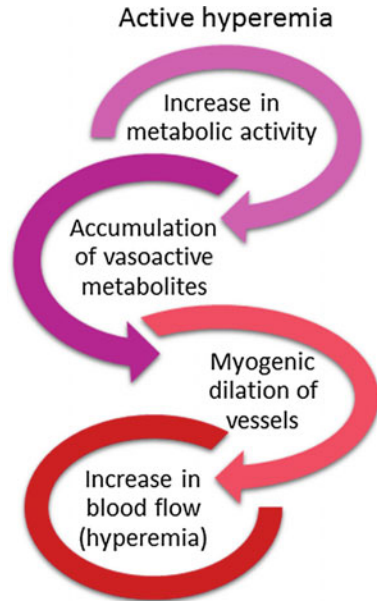 Active hyperemia
Increase in
metabolic activity
Accumulation
of vasoactive
metabolites
Myogenic
dilation of
vessels
Increase in
blood flow
(hyperemia)